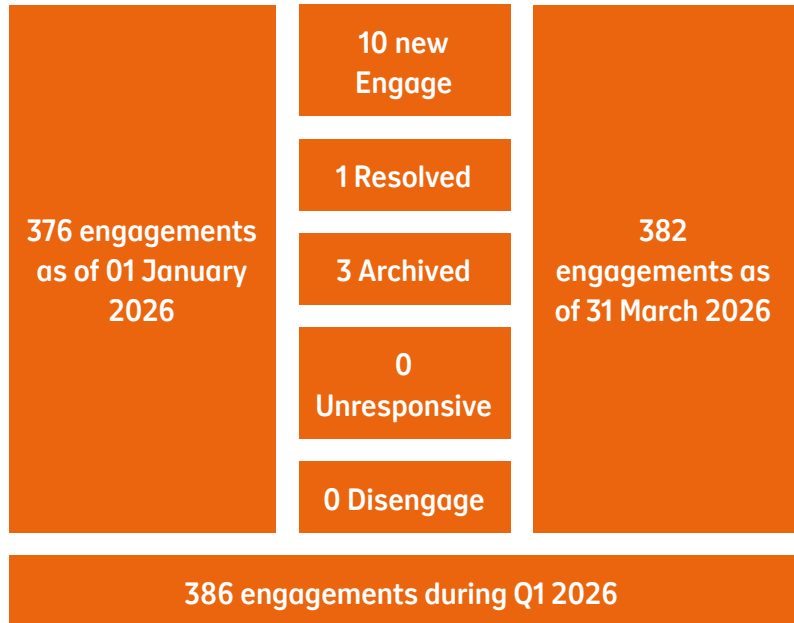 376 engagements
as of 01 January
2026
10 new
Engage
1 Resolved
3 Archived
0
Unresponsive
0 Disengage
382
engagements as
of 31 March 2026
386 engagements during Q1 2026